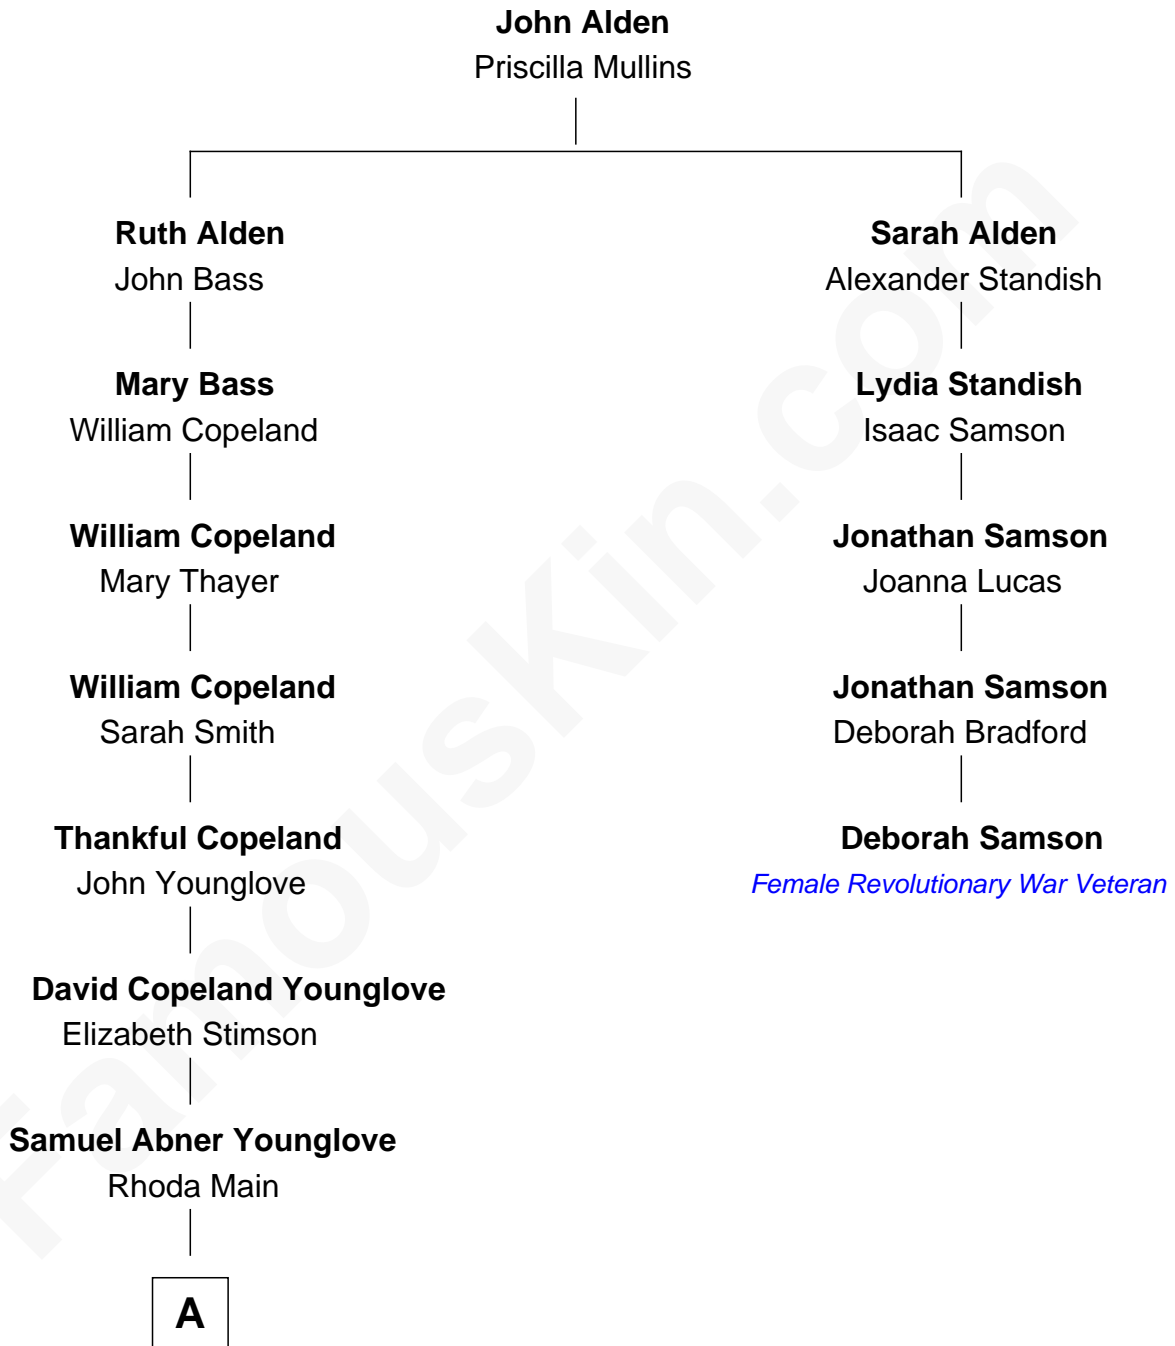 John Alden
Priscilla Mullins
Ruth Alden
John Bass
Mary Bass
William Copeland
William Copeland
Mary Thayer
William Copeland
Sarah Smith
Thankful Copeland
John Younglove
David Copeland Younglove
Elizabeth Stimson
Samuel Abner Younglove
Rhoda Main
A
Sarah Alden
Alexander Standish
Lydia Standish
Isaac Samson
Jonathan Samson
Joanna Lucas
Jonathan Samson
Deborah Bradford
Deborah Samson
Female Revolutionary War Veteran
FamousKin.com